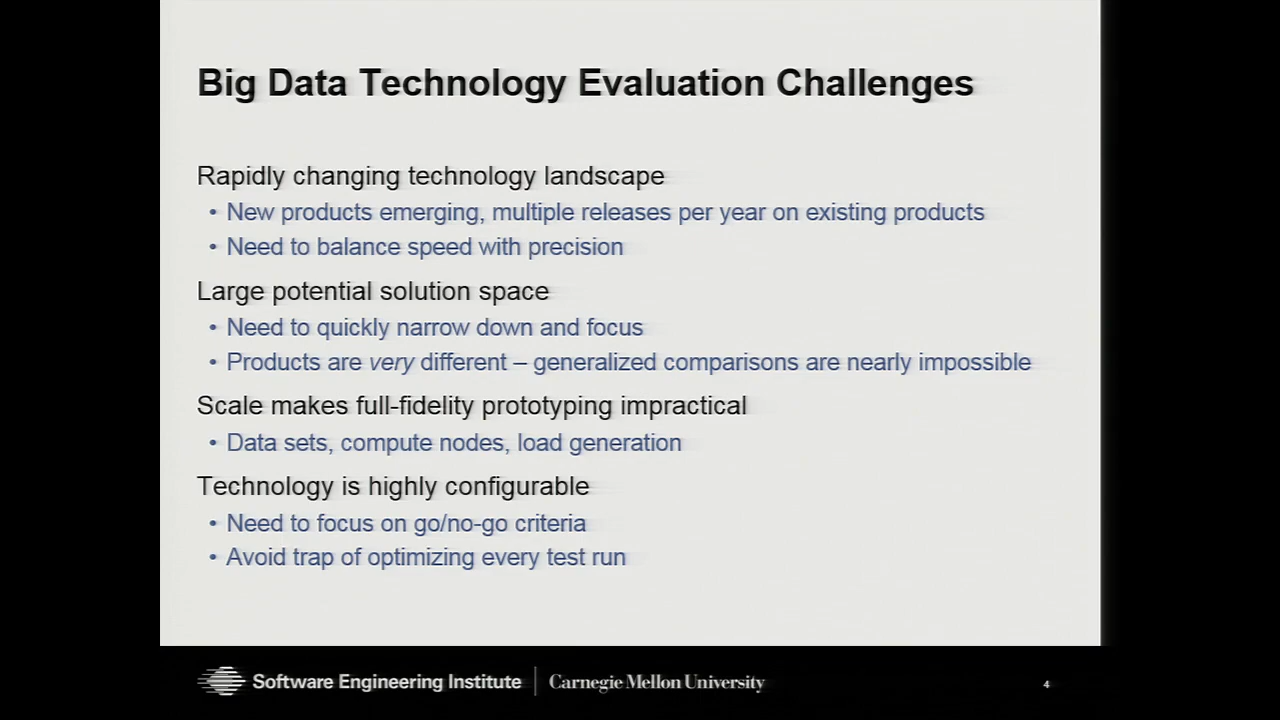 Big Data Technology Evaluation Challenges
Rapidly changing technology landscape
• New products emerging, multiple releases per year on existing products
• Need to balance speed with precision
Large potential solution space
• Need to quickly narrow down and focus
• Products are very different – generalized comparisons are nearly impossible
Scale makes full-fidelity prototyping impractical
• Data sets, compute nodes, load generation
Technology is highly configurable
• Need to focus on go/no-go criteria
• Avoid trap of optimizing every test run
Software Engineering Institute | Carnegie Mellon University
4